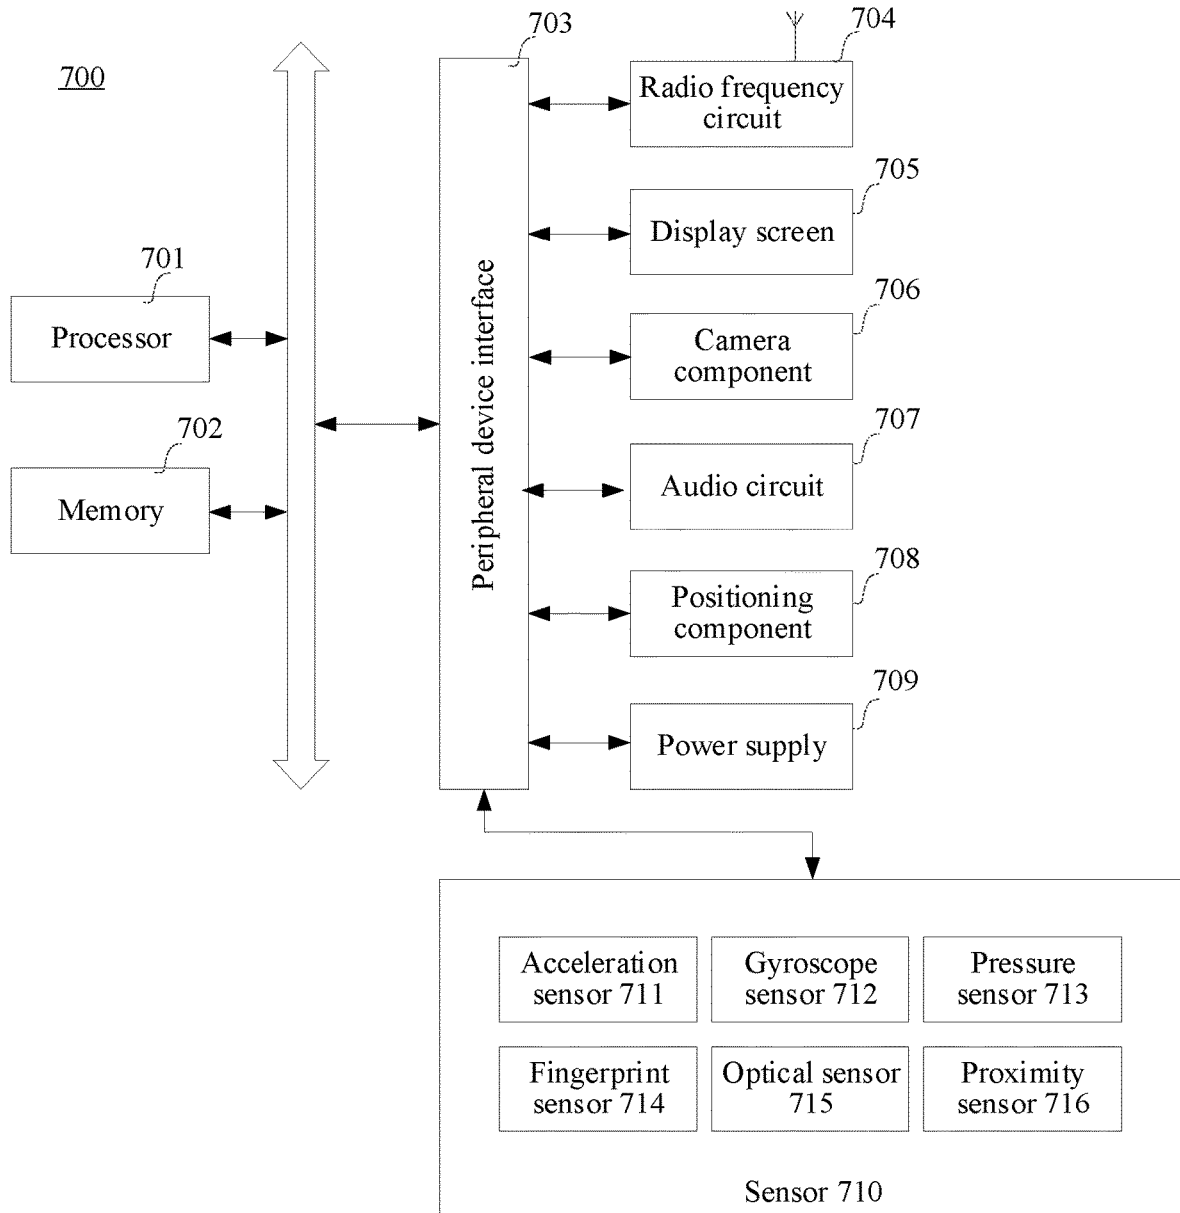 700
703
704
Radio frequency
circuit
705
Display screen
701
Processor
706
Camera
component
Peripheral device interface
702
Memory
707
Audio circuit
708
Positioning
component
709
Power supply
Acceleration
sensor 711
Gyroscope
sensor 712
Pressure
sensor 713
Fingerprint
sensor 714
Optical sensor
715
Proximity
sensor 716
Sensor 710